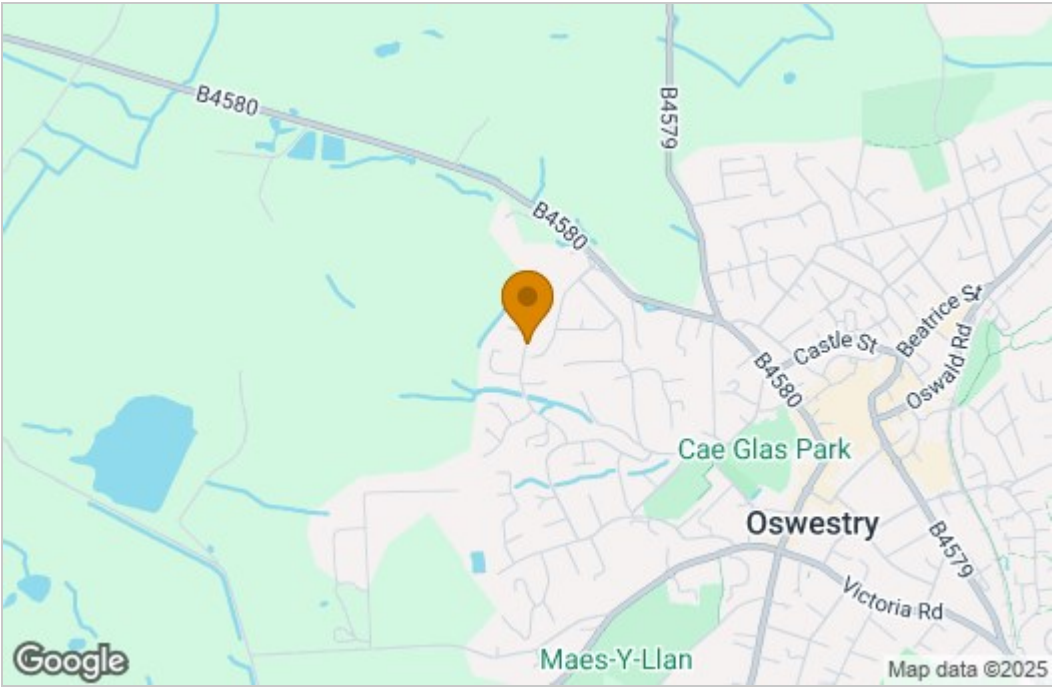 B4580
B4579
B4580
Beatrice St
Castle St
Oswald Rd
B4580
Cae Glas Park
Oswestry
B4579
Victoria Rd
Maes-Y-Llan
Google
Map data ©2025